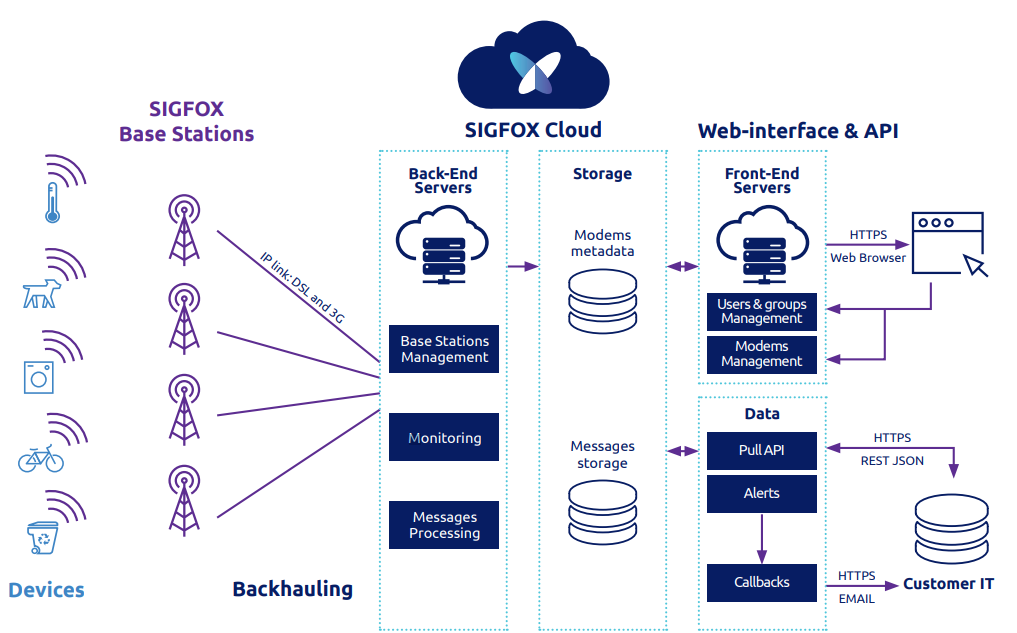 SIGFOX
Base Stations
SIGFOX Cloud
Web-interface & API
Back-End
Servers
Storage
Front-End
Servers
Modems
metadata
HTTPS
Web Browser
IP link: DSL and 3G
Users & groups
Management
Base Stations
Management
Modems
Management
Data
Monitoring
Messages
storage
Pull API
HTTPS
REST JSON
Alerts
Messages
Processing
Callbacks
HTTPS
EMAIL
Customer IT
Devices
Backhauling